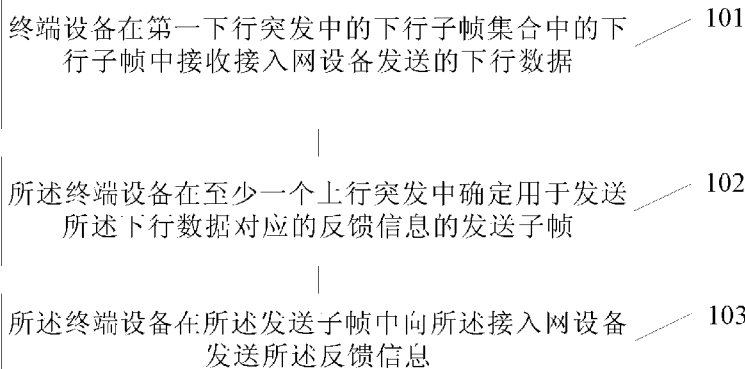 终端设备在第一下行突发中的下行子帧集合中的下 101
行子帧中接收接入网设备发送的下行数据
所述终端设备在至少一个上行突发中确定用于发送 102
所述下行数据对应的反馈信息的发送子帧
所述终端设备在所述发送子帧中向所述接入网设备 103
发送所述反馈信息